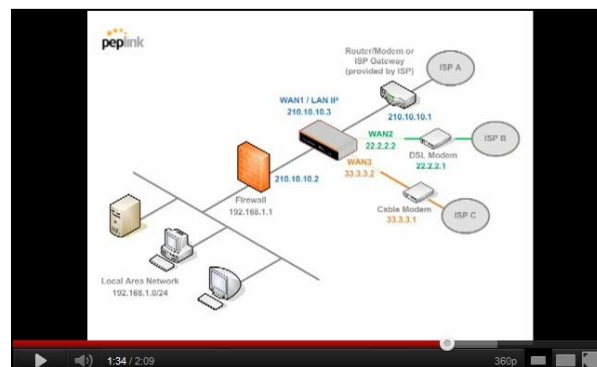 peplink
Router/Modem or
ISP Gateway
(provided by ISP)
ISP A
WAN1 / LAN IP
210.10.10.3
210.10.10.1
WAN2
22.2.2.2
ISP B
DSL Modem
22.2.2.1
WAN3
33.3.3.2
210.10.10.2
Firewall
192.168.1.1
Cable Modem
33.3.3.1
ISP C
Local Area Network
192.168.1.0/24
1:34 / 2:09
360p